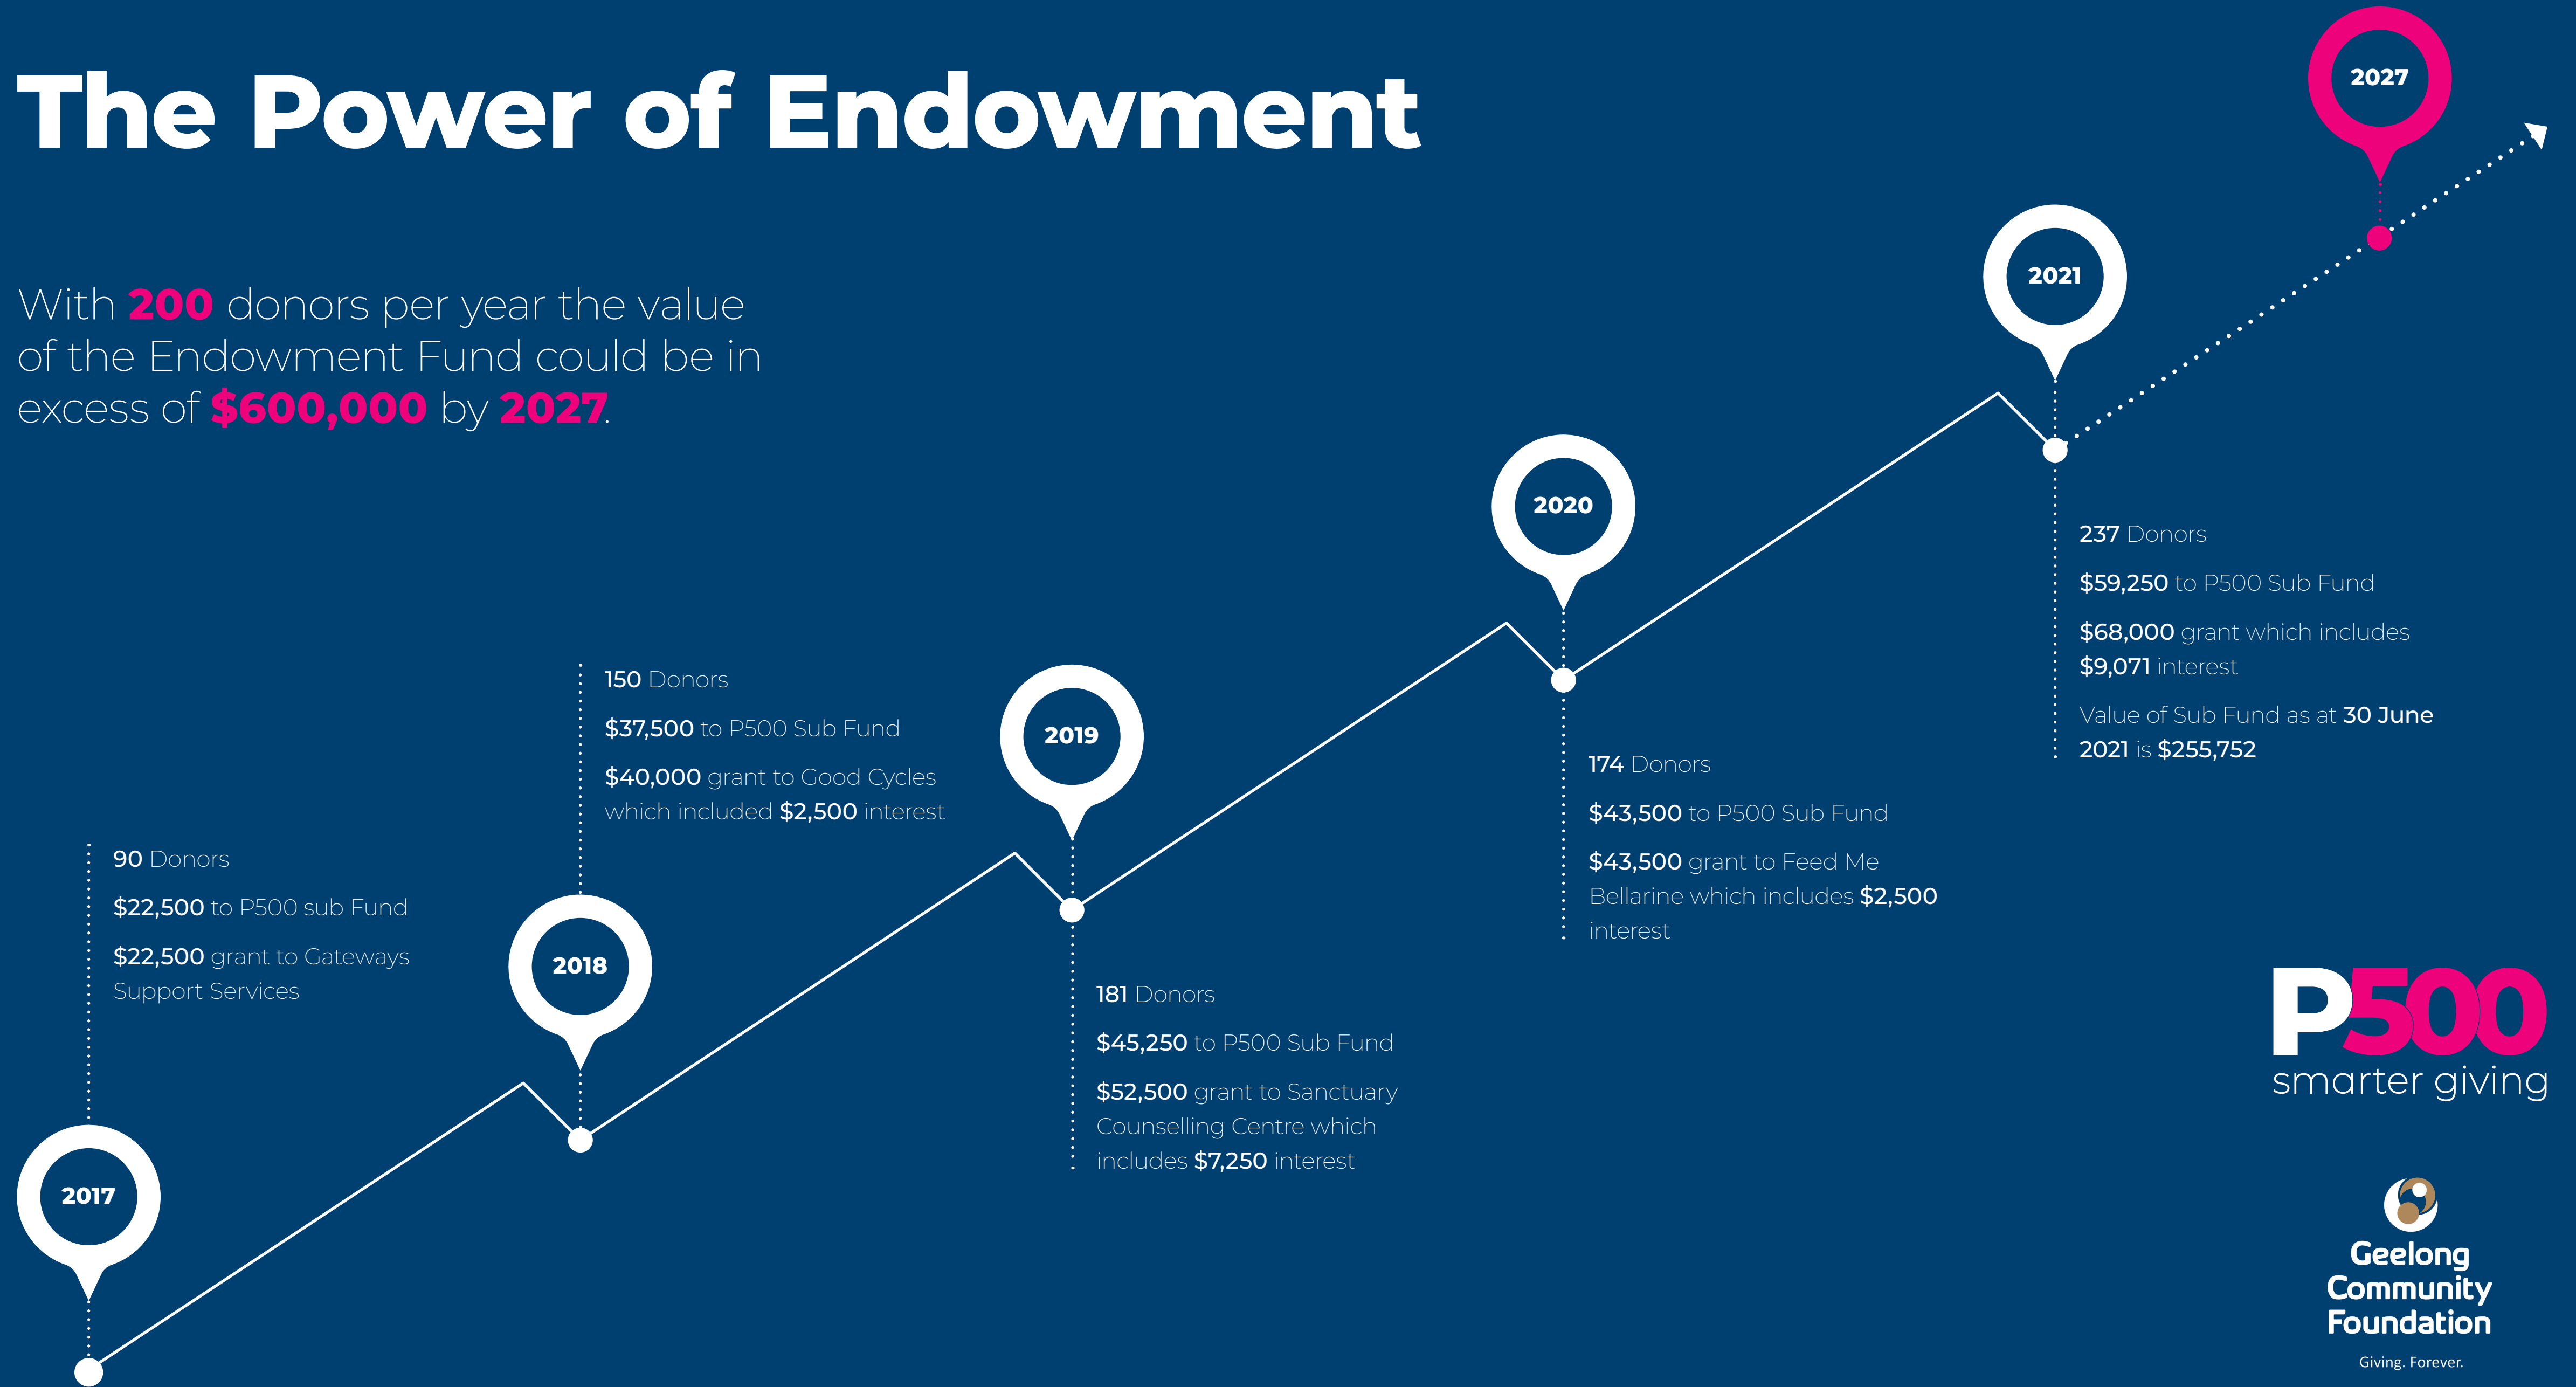 The Power of Endowment
With 200 donors per year the value
of the Endowment Fund could be in
excess of $600,000 by 2027.
2017
90 Donors
$22,500 to P500 sub Fund
$22,500 grant to Gateways
Support Services
2018
150 Donors
$37,500 to P500 Sub Fund
$40,000 grant to Good Cycles
which included $2,500 interest
2019
181 Donors
$45,250 to P500 Sub Fund
$52,500 grant to Sanctuary
Counselling Centre which
includes $7,250 interest
2020
174 Donors
$43,500 to P500 Sub Fund
$43,500 grant to Feed Me
Bellarine which includes $2,500
interest
2021
237 Donors
$59,250 to P500 Sub Fund
$68,000 grant which includes
$9,071 interest
Value of Sub Fund as at 30 June
2021 is $255,752
2027
P500
smarter giving
Geelong
Community
Foundation
Giving. Forever.